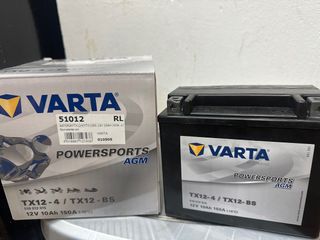 VARTA
51012 RL
VARTA
POWERSPORTS
AGM
TX12-4 / TX12-BS
12V 10Ah 150A
VARTA
POWERSPORTS
AGM
TX12-4 / TX12-BS
12V 10Ah 150A